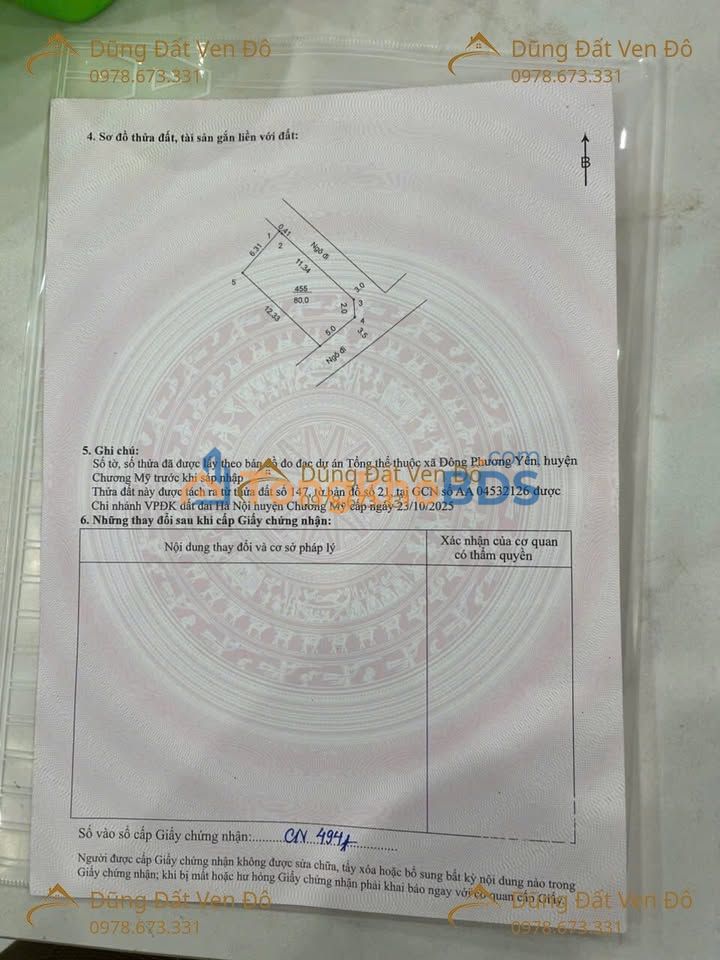 Dũng Đất Ven Đô
0978.673.331
Dũng Đất Ven Đô
0978.673.331
4. Sơ đồ thửa đất, tài sản gắn liền với đất:
B
0.41
1
2
Ngõ đi
6.31
11.34
5
455
80.0
3.0
3
2.0
4
12.33
5.0
3.5
Ngõ đi
5. Ghi chú:
Số tờ, số thửa đã được lấy theo bản đồ đo đạc dự án Tổng thể thuộc xã Đông Phương Yên, huyện
Chương Mỹ trước khi sáp nhập
Thửa đất này được tách ra từ thửa đất số 147, tờ bản đồ số 21, tại GCN số AA 04532126 được
Chi nhánh VPĐK đất đai Hà Nội huyện Chương Mỹ cấp ngày 23/10/2025
Dũng Đất Ven Đô
0978.673.331
.com
BDS
6. Những thay đổi sau khi cấp Giấy chứng nhận:
Nội dung thay đổi và cơ sở pháp lý
Xác nhận của cơ quan
có thẩm quyền
Số vào sổ cấp Giấy chứng nhận:
Người được cấp Giấy chứng nhận không được sửa chữa, tẩy xóa hoặc bổ sung bất kỳ nội dung nào trong
Giấy chứng nhận; khi bị mất hoặc hư hỏng Giấy chứng nhận phải khai báo ngay với cơ quan cấp Giấy.
Dũng Đất Ven Đô
0978.673.331
Dũng Đất Ven Đô
0978.673.331